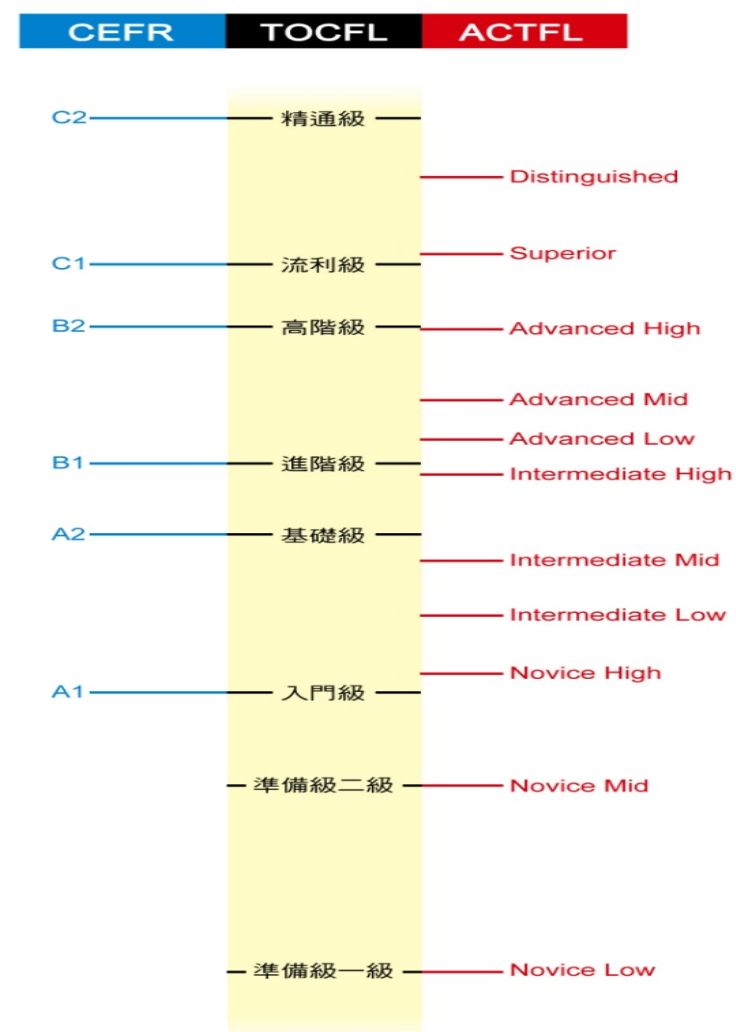 CEFR TOCFL ACTFL
C2 精通級
Distinguished
Superior
C1 流利級
B2 高階級 Advanced High
Advanced Mid
Advanced Low
B1 進階級
Intermediate High
A2 基礎級
Intermediate Mid
Intermediate Low
Novice High
A1 入門級
準備級二級 Novice Mid
準備級一級 Novice Low